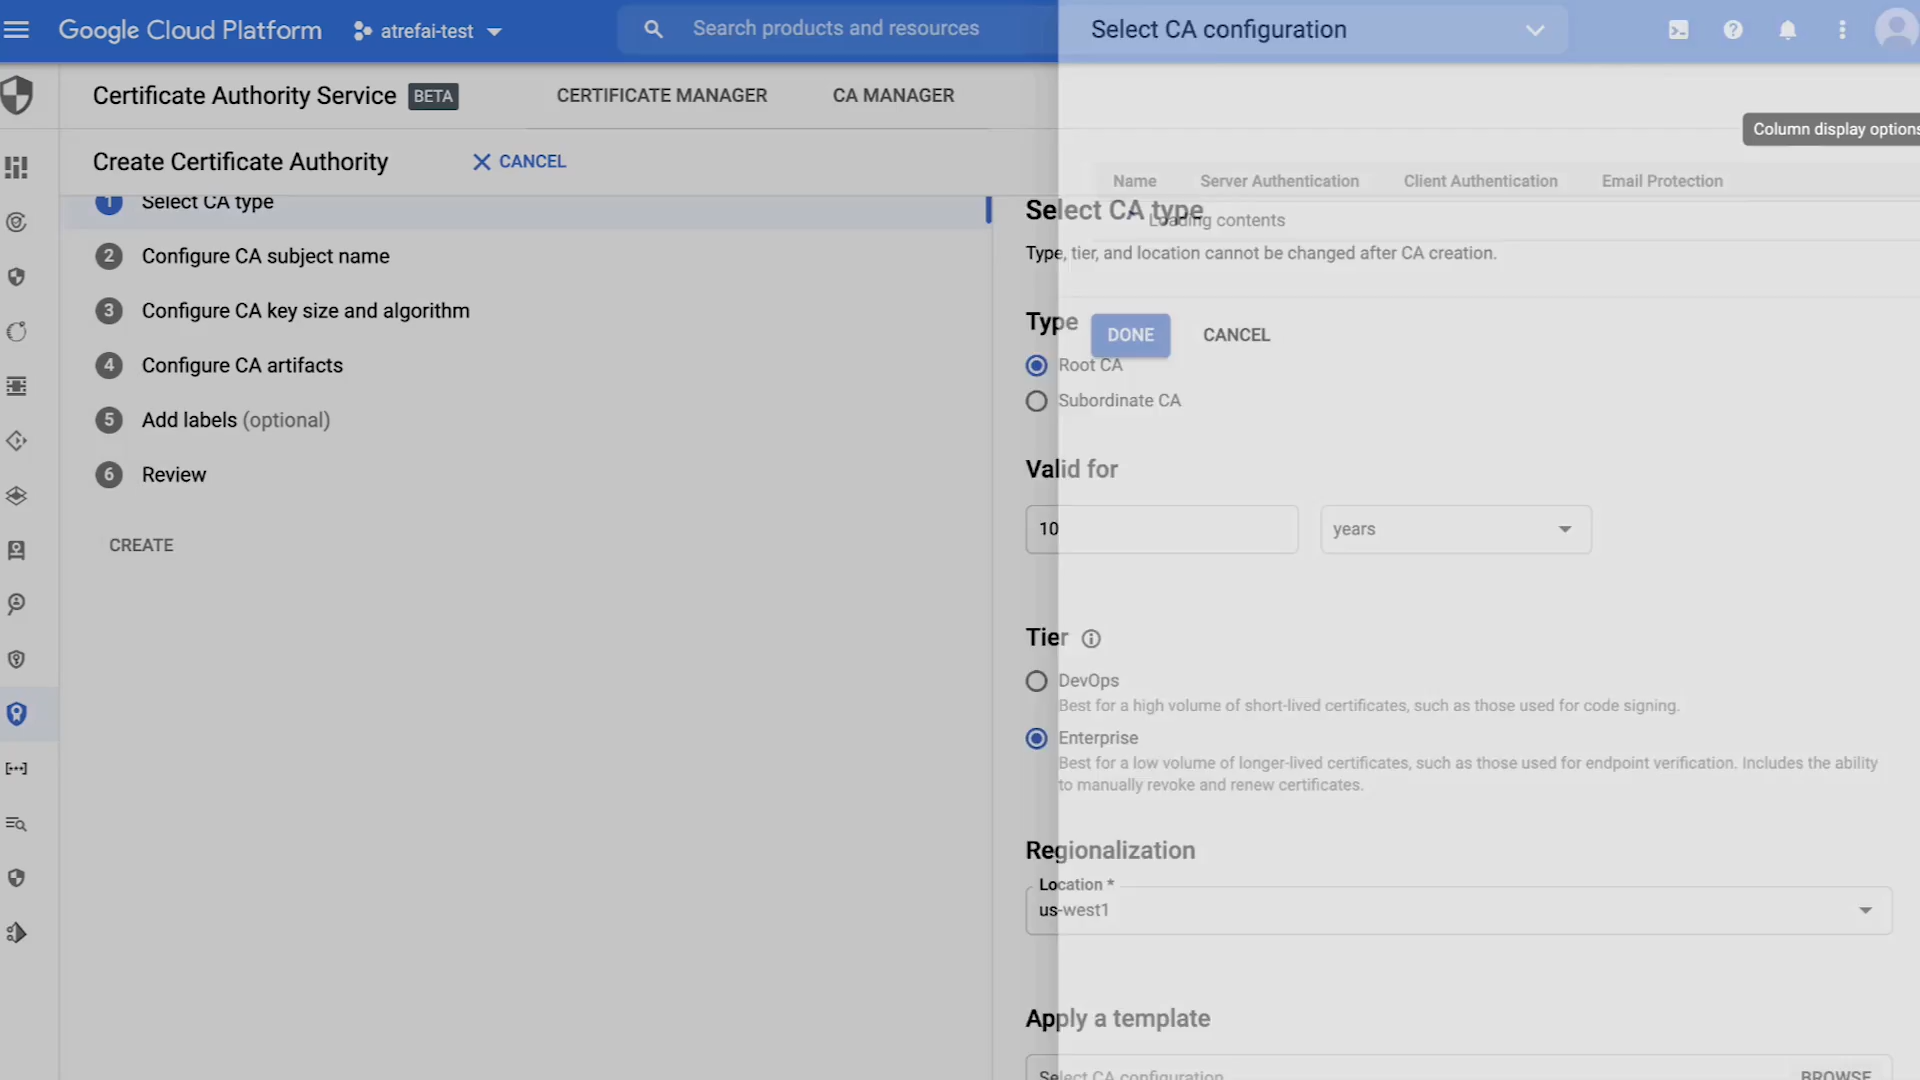 Google Cloud Platform
atrefai-test
Search products and resources
Select CA configuration
Certificate Authority Service BETA
CERTIFICATE MANAGER
CA MANAGER
Column display options
Create Certificate Authority
CANCEL
Name
Server Authentication
Client Authentication
Email Protection
Loading contents
1 Select CA type
2 Configure CA subject name
3 Configure CA key size and algorithm
4 Configure CA artifacts
5 Add labels (optional)
6 Review
CREATE
Select CA type
Type, tier, and location cannot be changed after CA creation.
Type
DONE
CANCEL
Root CA
Subordinate CA
Valid for
10
years
Tier
DevOps
Best for a high volume of short-lived certificates, such as those used for code signing.
Enterprise
Best for a low volume of longer-lived certificates, such as those used for endpoint verification. Includes the ability
to manually revoke and renew certificates.
Regionalization
Location *
us-west1
Apply a template
Select CA configuration
BROWSE